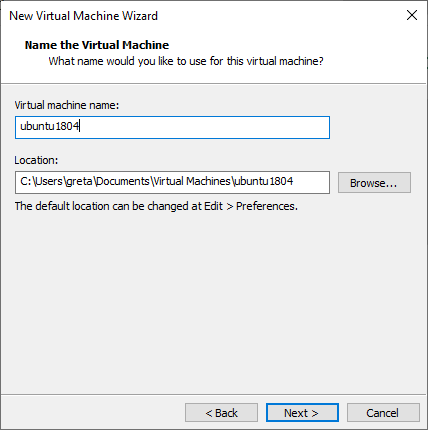 New Virtual Machine Wizard
Name the Virtual Machine
What name would you like to use for this virtual machine?
Virtual machine name:
ubuntu1804
Location:
C:\Users\greta\Documents\Virtual Machines\ubuntu1804
Browse...
The default location can be changed at Edit > Preferences.
< Back
Next >
Cancel